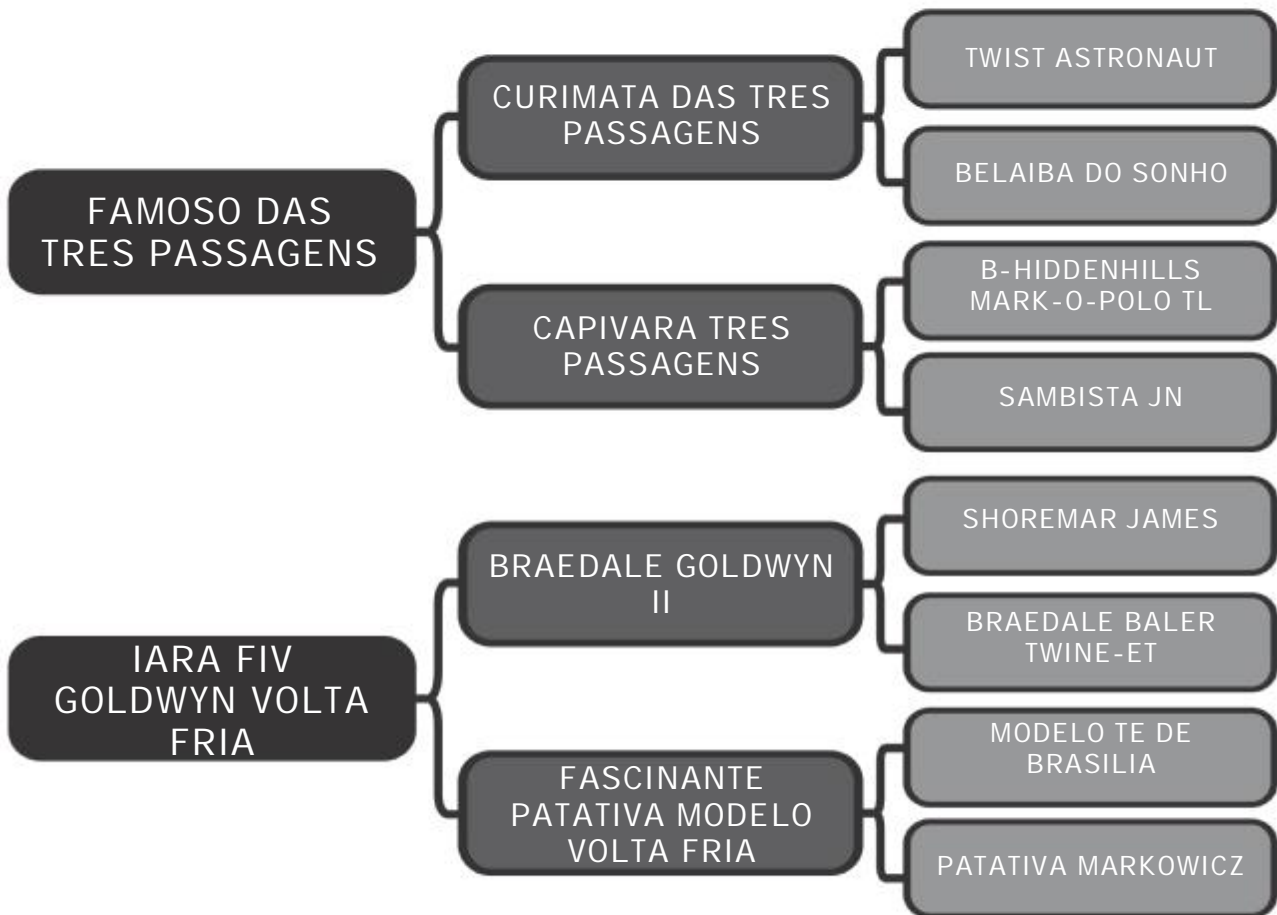 FAMOSO DAS
TRES PASSAGENS
CURIMATA DAS TRES
PASSAGENS
TWIST ASTRONAUT
BELAIBA DO SONHO
CAPIVARA TRES
PASSAGENS
B-HIDDENHILLS
MARK-O-POLO TL
SAMBISTA JN
IARA FIV
GOLDWYN VOLTA
FRIA
BRAEDALE GOLDWYN
II
SHOREMAR JAMES
BRAEDALE BALER
TWINE-ET
FASCINANTE
PATATIVA MODELO
VOLTA FRIA
MODELO TE DE
BRASILIA
PATATIVA MARKOWICZ